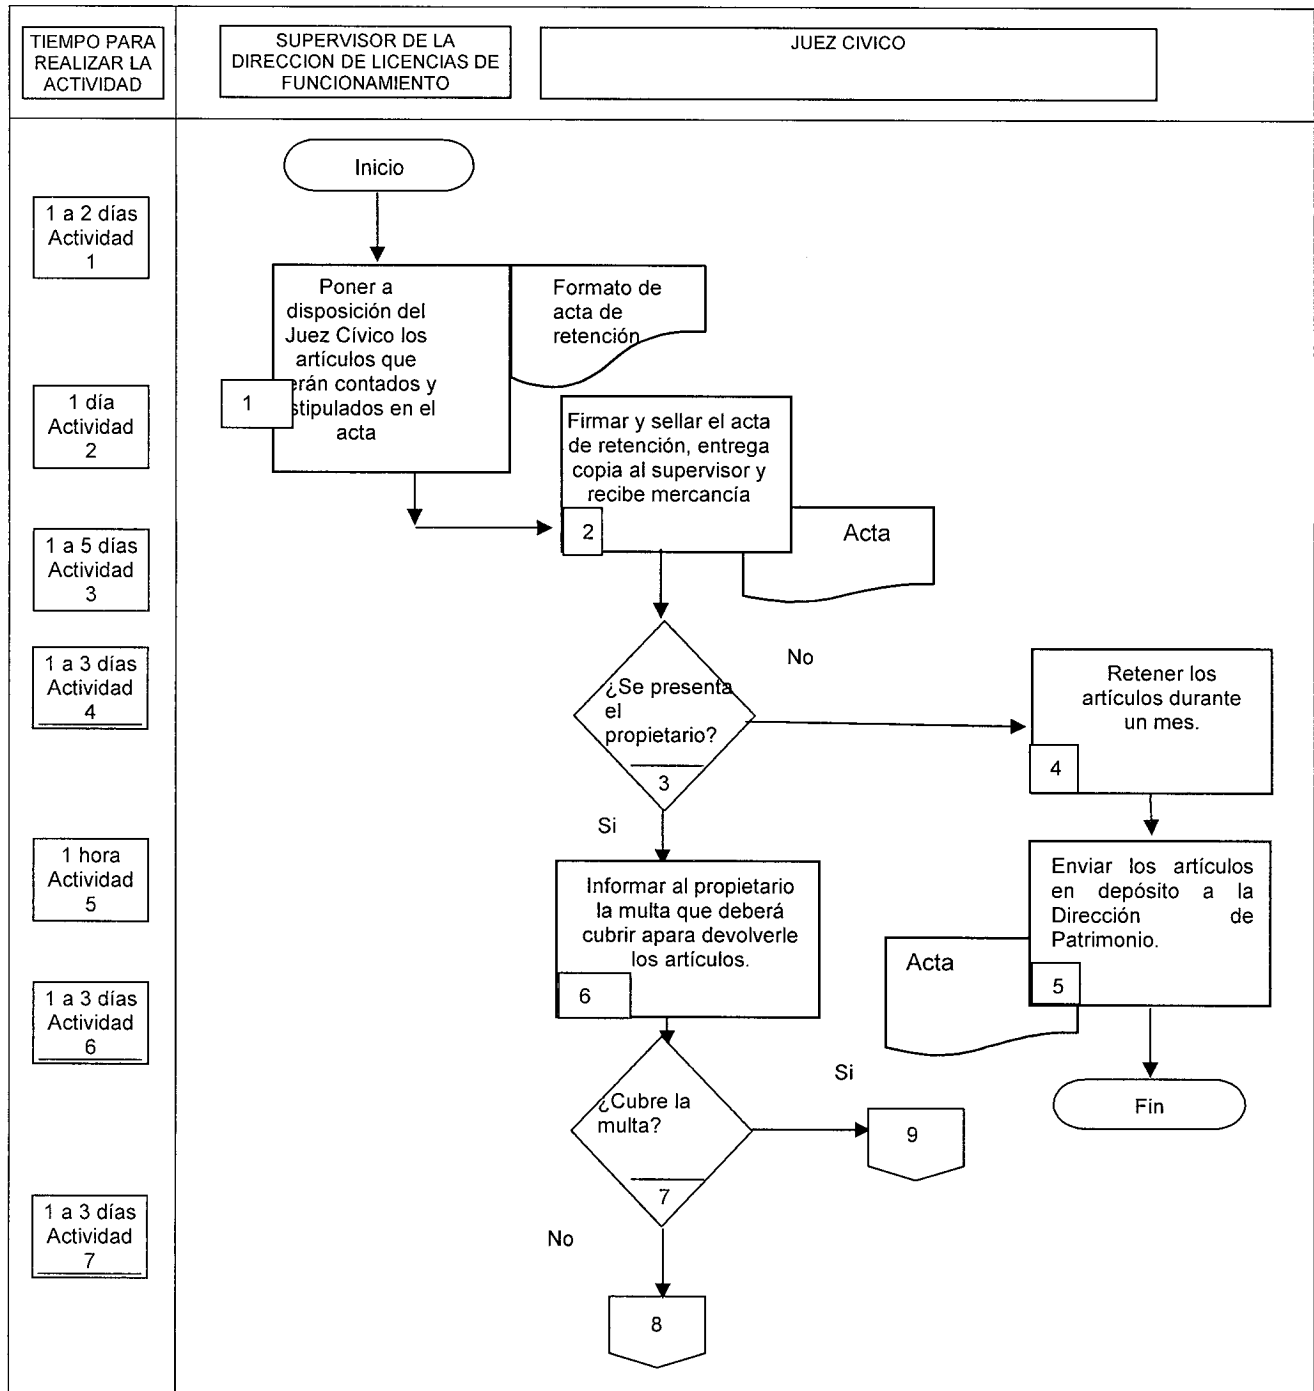 TIEMPO PARA
REALIZAR LA
ACTIVIDAD
SUPERVISOR DE LA
DIRECCION DE LICENCIAS DE
FUNCIONAMIENTO
JUEZ CIVICO
Inicio
1 a 2 días
Actividad
1
Poner a
disposición del
Juez Cívico los
artículos que
erán contados y
stipulados en el
acta
1
Formato de
acta de
retención
1 día
Actividad
2
Firmar y sellar el acta
de retención, entrega
copia al supervisor y
recibe mercancía
2
Acta
1 a 5 días
Actividad
3
¿Se presenta
el
propietario?
3
No
Si
1 a 3 días
Actividad
4
Retener los
artículos durante
un mes.
4
1 hora
Actividad
5
Enviar los artículos
en depósito a la
Dirección de
Patrimonio.
5
Acta
Fin
Informar al propietario
la multa que deberá
cubrir apara devolverle
los artículos.
6
1 a 3 días
Actividad
6
¿Cubre la
multa?
7
Si
9
1 a 3 días
Actividad
7
No
8